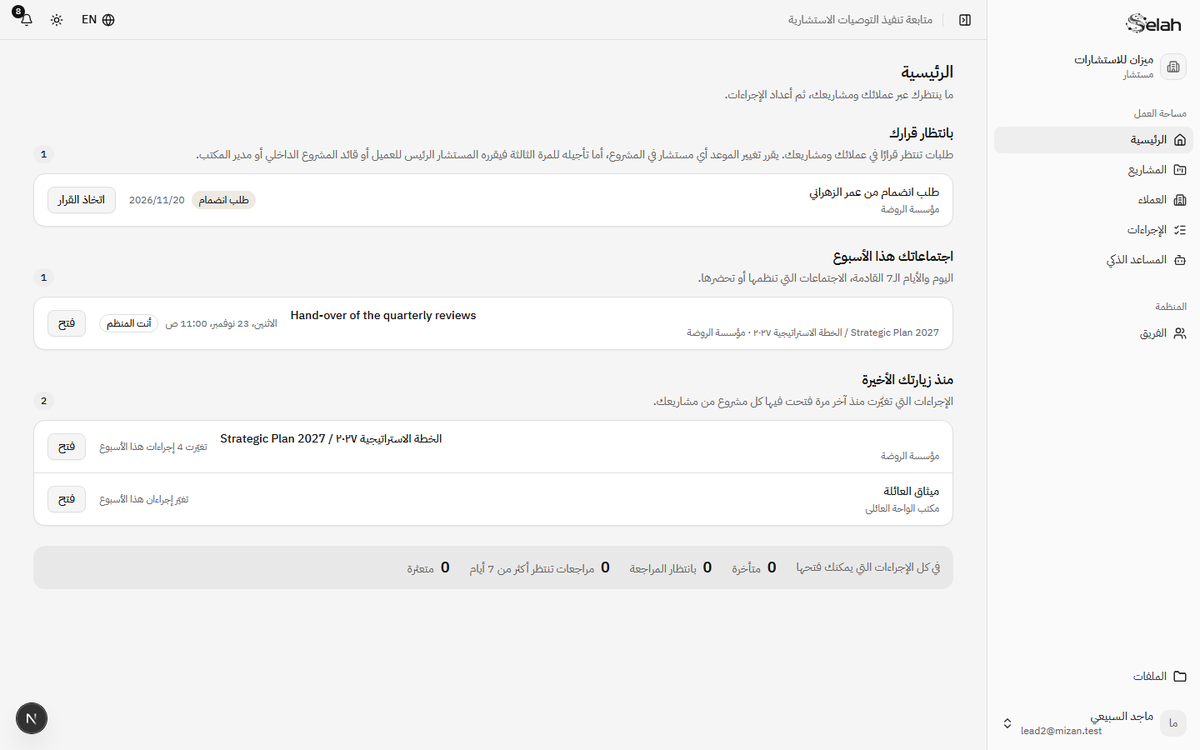 Selah
ميزان للاستشارات
مستشار
مساحة العمل
الرئيسية
المشاريع
العملاء
الإجراءات
المساعد الذكي
المنظمة
الفريق
الملفات
ما
ماجد السبيعي
lead2@mizan.test
متابعة تنفيذ التوصيات الاستشارية
EN
8
الرئيسية
ما ينتظرك عبر عملائك ومشاريعك، ثم أعداد الإجراءات.
بانتظار قرارك
1
طلبات تنتظر قرارًا في عملائك ومشاريعك. يقرر تغيير الموعد أي مستشار في المشروع، أما تأجيله للمرة الثالثة فيقرره المستشار الرئيس للعميل أو قائد المشروع الداخلي أو مدير المكتب.
طلب انضمام من عمر الزهراني
مؤسسة الروضة
طلب انضمام
2026/11/20
اتخاذ القرار
اجتماعاتك هذا الأسبوع
1
اليوم والأيام الـ7 القادمة، الاجتماعات التي تنظمها أو تحضرها.
Hand-over of the quarterly reviews
Strategic Plan 2027 / الخطة الاستراتيجية ٢٠٢٧ · مؤسسة الروضة
الاثنين، 23 نوفمبر، 11:00 ص
أنت المنظم
فتح
منذ زيارتك الأخيرة
2
الإجراءات التي تغيّرت منذ آخر مرة فتحت فيها كل مشروع من مشاريعك.
Strategic Plan 2027 / الخطة الاستراتيجية ٢٠٢٧
مؤسسة الروضة
تغيّرت 4 إجراءات هذا الأسبوع
فتح
ميثاق العائلة
مكتب الواحة العائلي
تغيّر إجراءان هذا الأسبوع
فتح
في كل الإجراءات التي يمكنك فتحها
0 متأخرة
0 بانتظار المراجعة
0 مراجعات تنتظر أكثر من 7 أيام
0 متعثرة
N